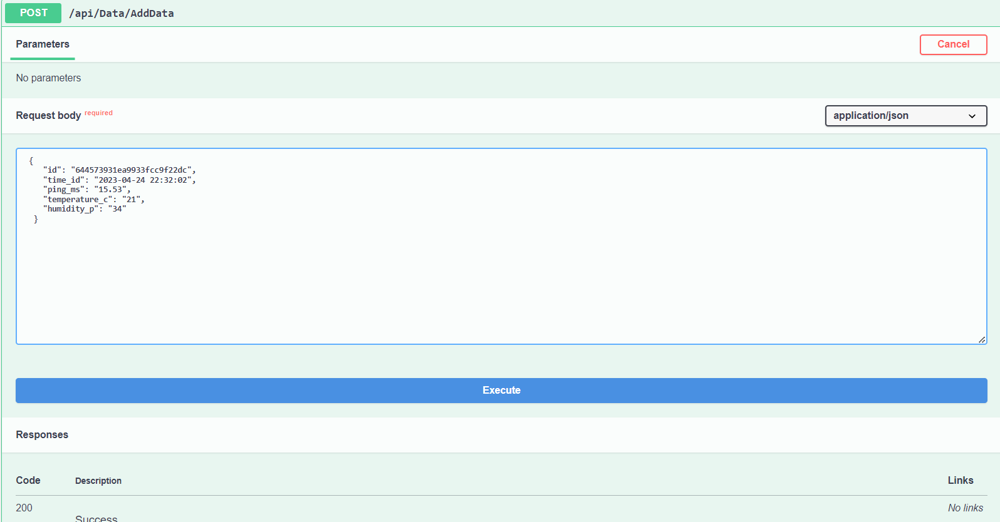 POST /api/Data/AddData
Parameters
Cancel
No parameters
Request body required
application/json
{
"id": "644573931ea9933fcc9f22dc",
"time_id": "2023-04-24 22:32:02",
"ping_ms": "15.53",
"temperature_c": "21",
"humidity_p": "34"
}
Execute
Responses
Code Description Links
200 No links
Success